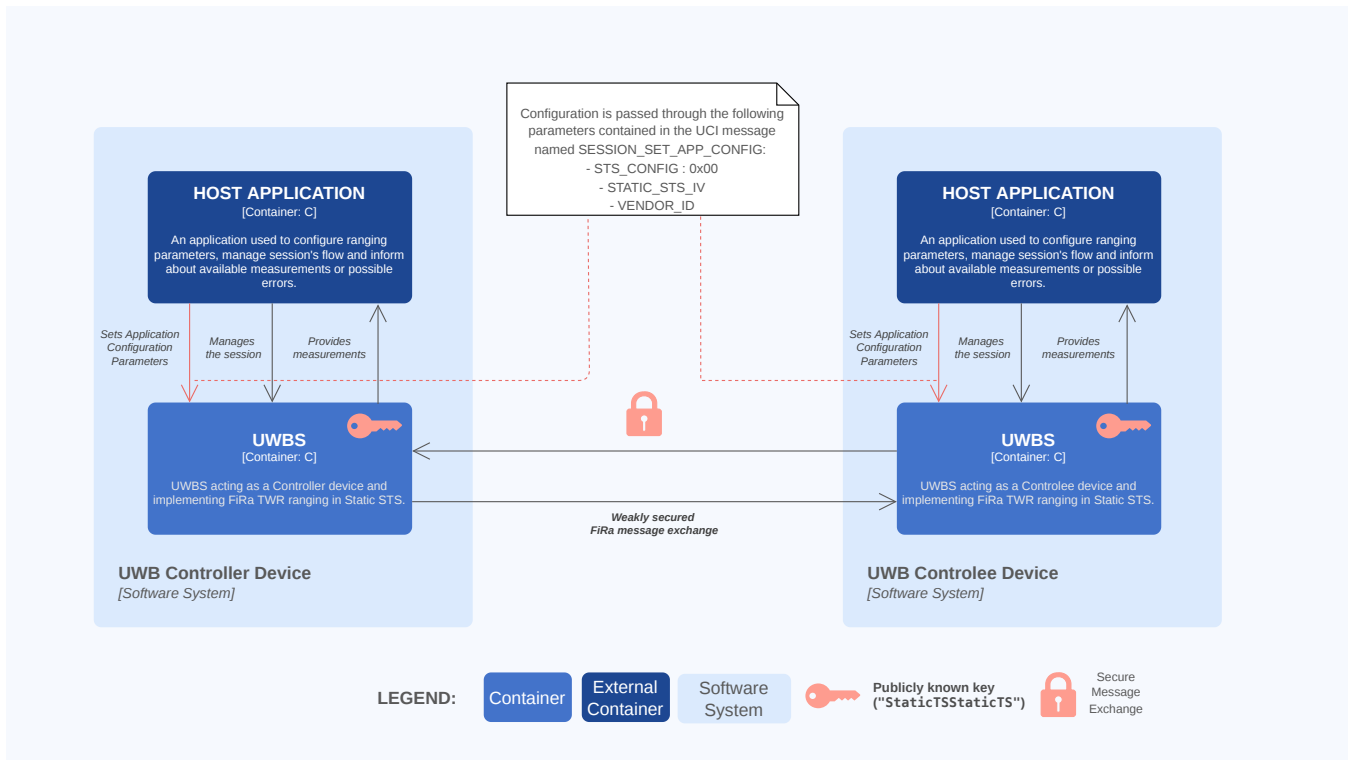 Configuration is passed through the following
parameters contained in the UCI message
named SESSION_SET_APP_CONFIG:
- STS_CONFIG : 0x00
- STATIC_STS_IV
- VENDOR_ID
HOST APPLICATION
[Container: C]
An application used to configure ranging
parameters, manage session's flow and inform
about available measurements or possible
errors.
Sets Application
Configuration
Parameters
Manages
the session
Provides
measurements
UWBS
[Container: C]
UWBS acting as a Controller device and
implementing FiRa TWR ranging in Static STS.
UWB Controller Device
[Software System]
Weakly secured
FiRa message exchange
HOST APPLICATION
[Container: C]
An application used to configure ranging
parameters, manage session's flow and inform
about available measurements or possible
errors.
Sets Application
Configuration
Parameters
Manages
the session
Provides
measurements
UWBS
[Container: C]
UWBS acting as a Controlee device and
implementing FiRa TWR ranging in Static STS.
UWB Controlee Device
[Software System]
LEGEND:
Container
External
Container
Software
System
Publicly known key
("StaticTSStaticTS")
Secure
Message
Exchange